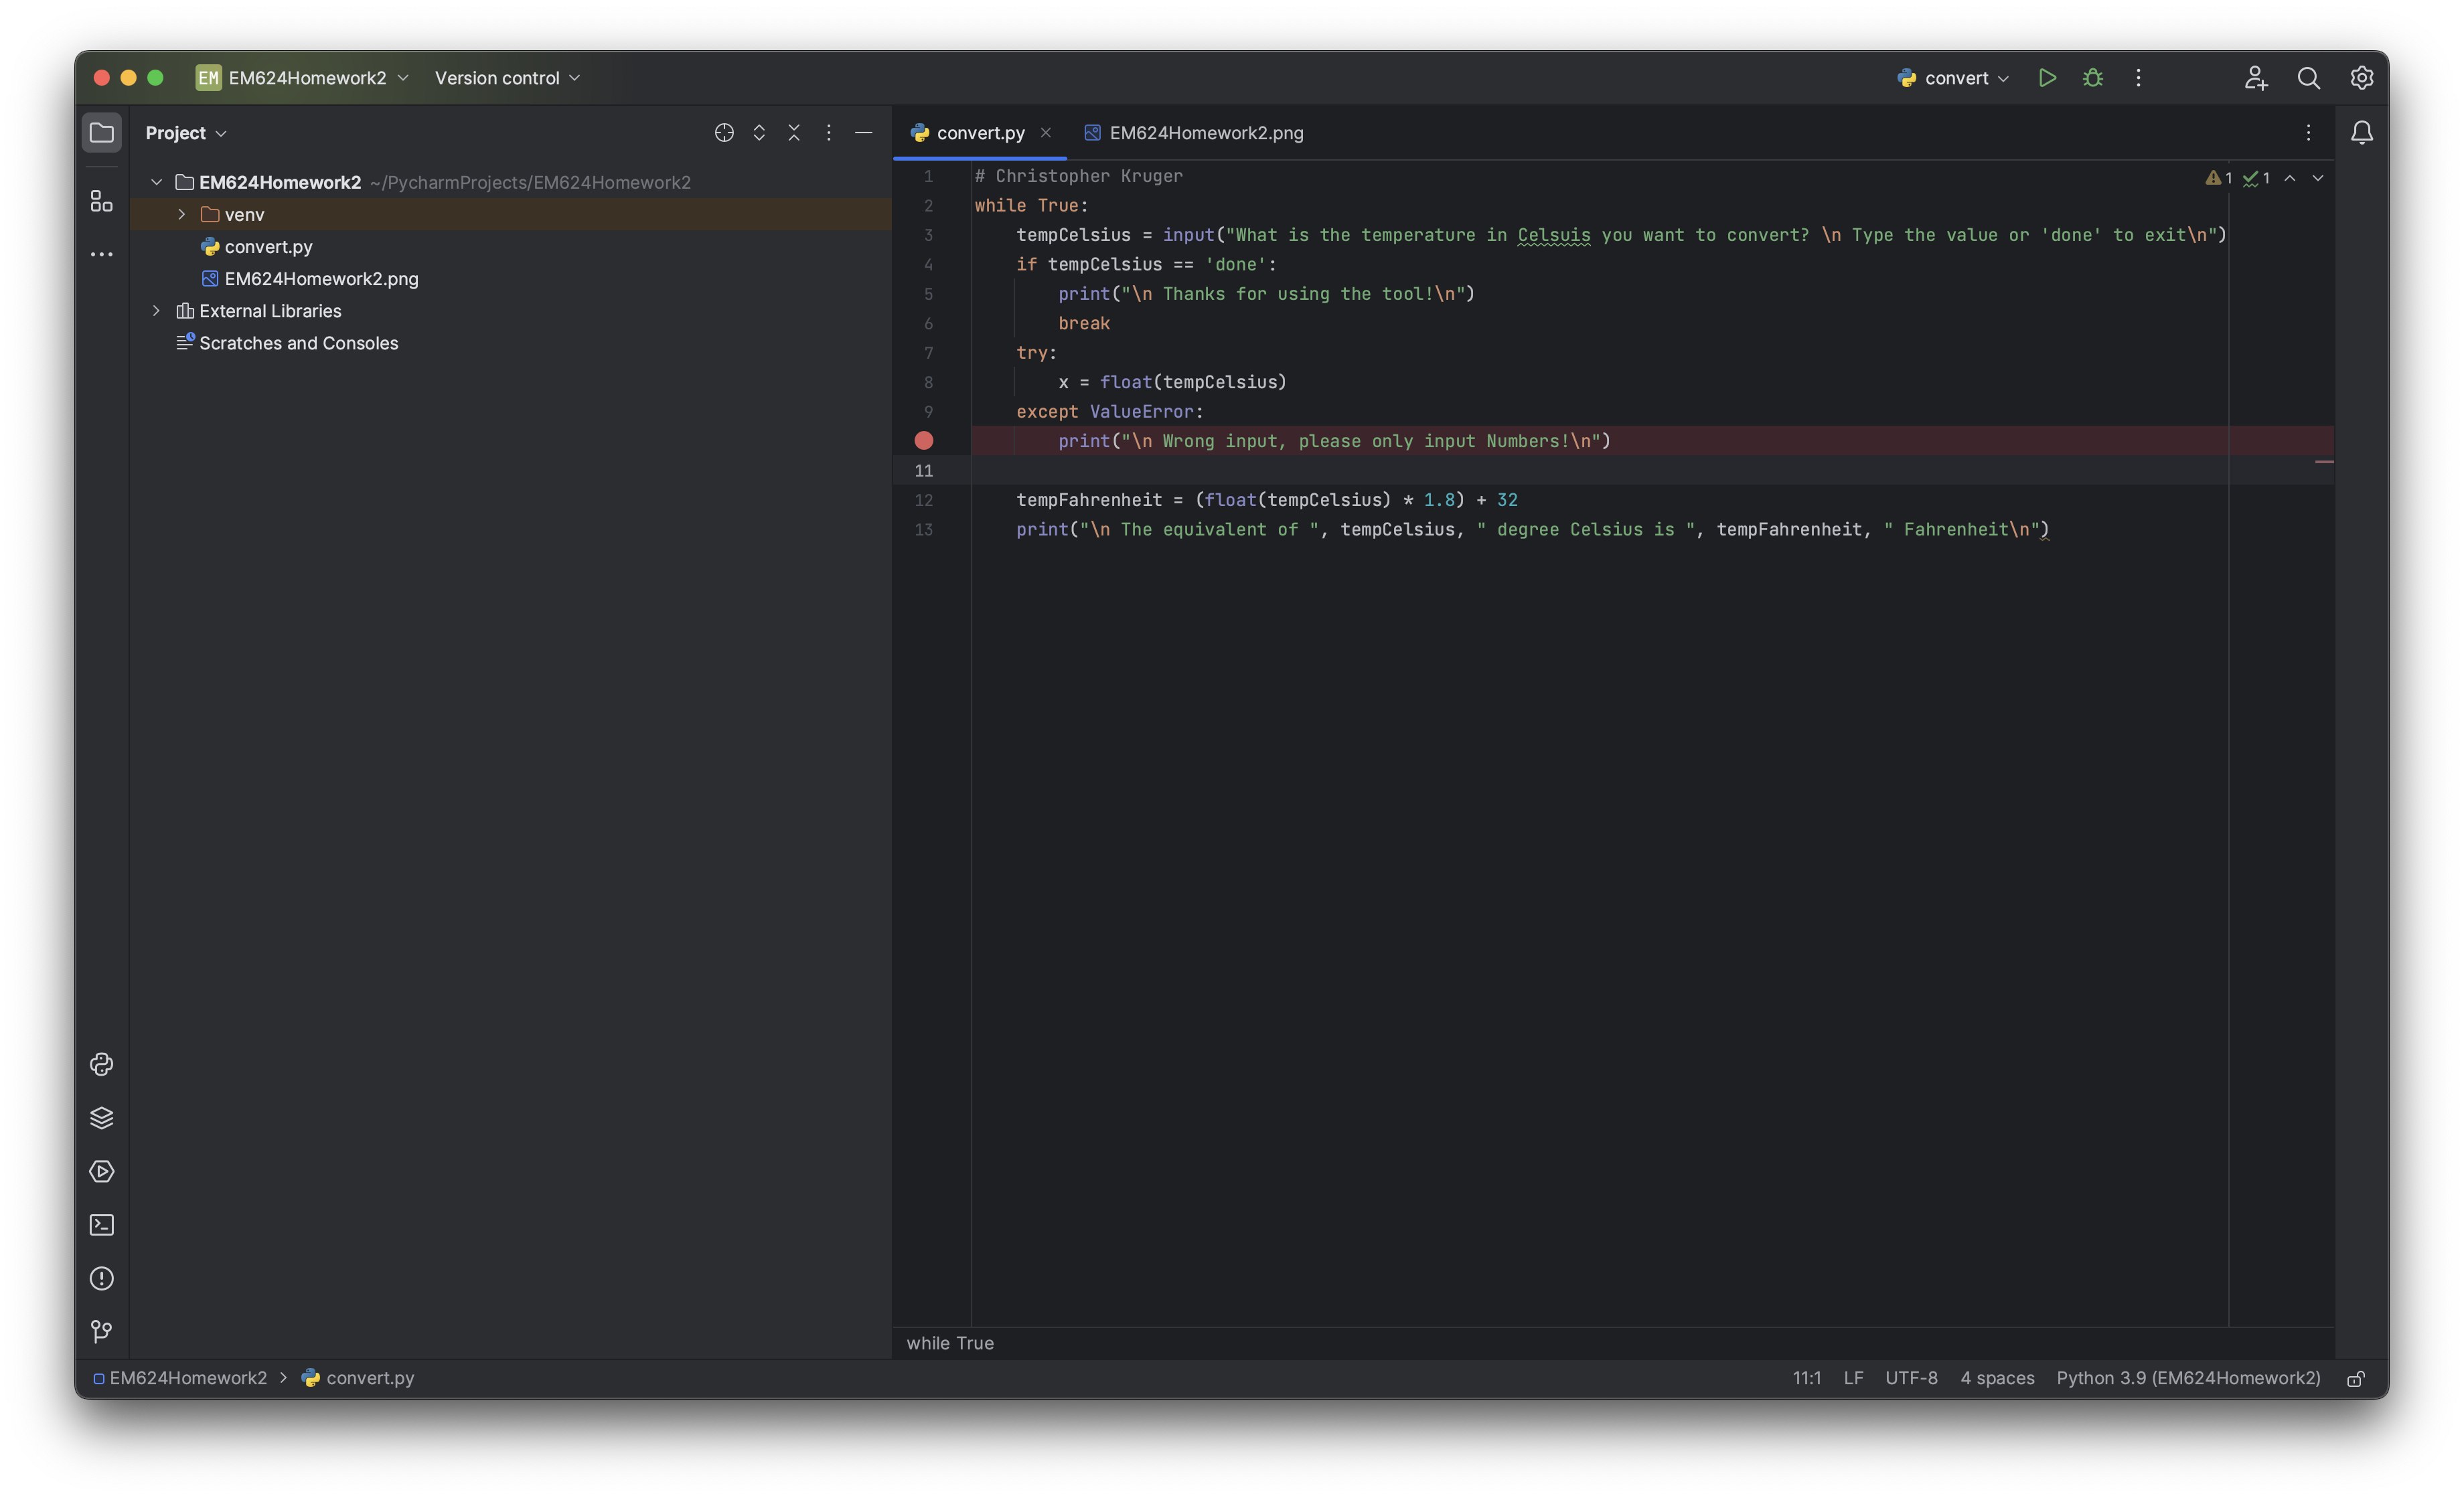 EM EM624Homework2 Version control convert
Project
convert.py EM624Homework2.png
EM624Homework2 ~/PycharmProjects/EM624Homework2
venv
convert.py
EM624Homework2.png
External Libraries
Scratches and Consoles
1 # Christopher Kruger
1 1
2 while True:
3 tempCelsius = input("What is the temperature in Celsuis you want to convert? \n Type the value or 'done' to exit\n")
4 if tempCelsius == 'done':
5 print("\n Thanks for using the tool!\n")
6 break
7 try:
8 x = float(tempCelsius)
9 except ValueError:
print("\n Wrong input, please only input Numbers!\n")
11
12 tempFahrenheit = (float(tempCelsius) * 1.8) + 32
13 print("\n The equivalent of ", tempCelsius, " degree Celsius is ", tempFahrenheit, " Fahrenheit\n")
while True
EM624Homework2 > convert.py 11:1 LF UTF-8 4 spaces Python 3.9 (EM624Homework2)